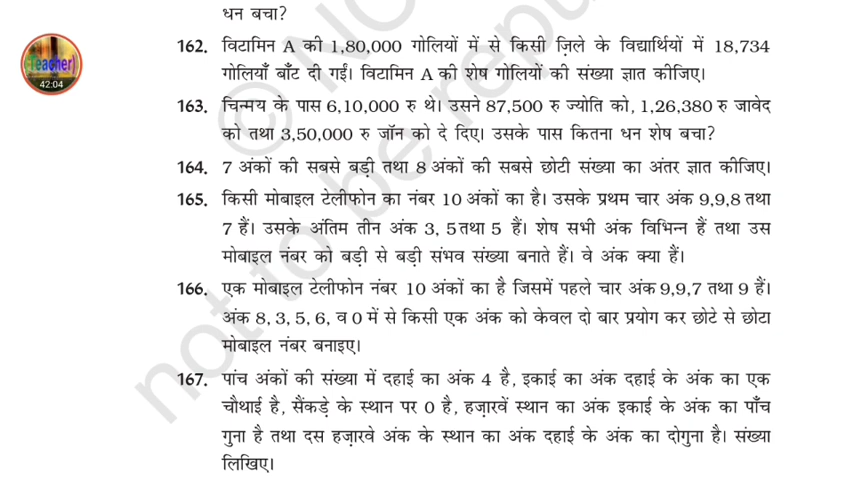 धन बचा?
162. विटामिन A की 1,80,000 गोलियों में से किसी ज़िले के विद्यार्थियों में 18,734
गोलियाँ बाँट दी गईं। विटामिन A की शेष गोलियों की संख्या ज्ञात कीजिए।
163. चिन्मय के पास 6,10,000 रु थे। उसने 87,500 रु ज्योति को, 1,26,380 रु जावेद
को तथा 3,50,000 रु जॉन को दे दिए। उसके पास कितना धन शेष बचा?
164. 7 अंकों की सबसे बड़ी तथा 8 अंकों की सबसे छोटी संख्या का अंतर ज्ञात कीजिए।
165. किसी मोबाइल टेलीफोन का नंबर 10 अंकों का है। उसके प्रथम चार अंक 9,9,8 तथा
7 हैं। उसके अंतिम तीन अंक 3, 5 तथा 5 हैं। शेष सभी अंक विभिन्न हैं तथा उस
मोबाइल नंबर को बड़ी से बड़ी संभव संख्या बनाते हैं। वे अंक क्या हैं।
166. एक मोबाइल टेलीफोन नंबर 10 अंकों का है जिसमें पहले चार अंक 9,9,7 तथा 9 हैं।
अंक 8, 3, 5, 6, व 0 में से किसी एक अंक को केवल दो बार प्रयोग कर छोटे से छोटा
मोबाइल नंबर बनाइए।
167. पांच अंकों की संख्या में दहाई का अंक 4 है, इकाई का अंक दहाई के अंक का एक
चौथाई है, सैंकड़े के स्थान पर 0 है, हज़ारवें स्थान का अंक इकाई के अंक का पाँच
गुना है तथा दस हज़ारवे अंक के स्थान का अंक दहाई के अंक का दोगुना है। संख्या
लिखिए।
Teacher
42:04
not to be repu
© NC